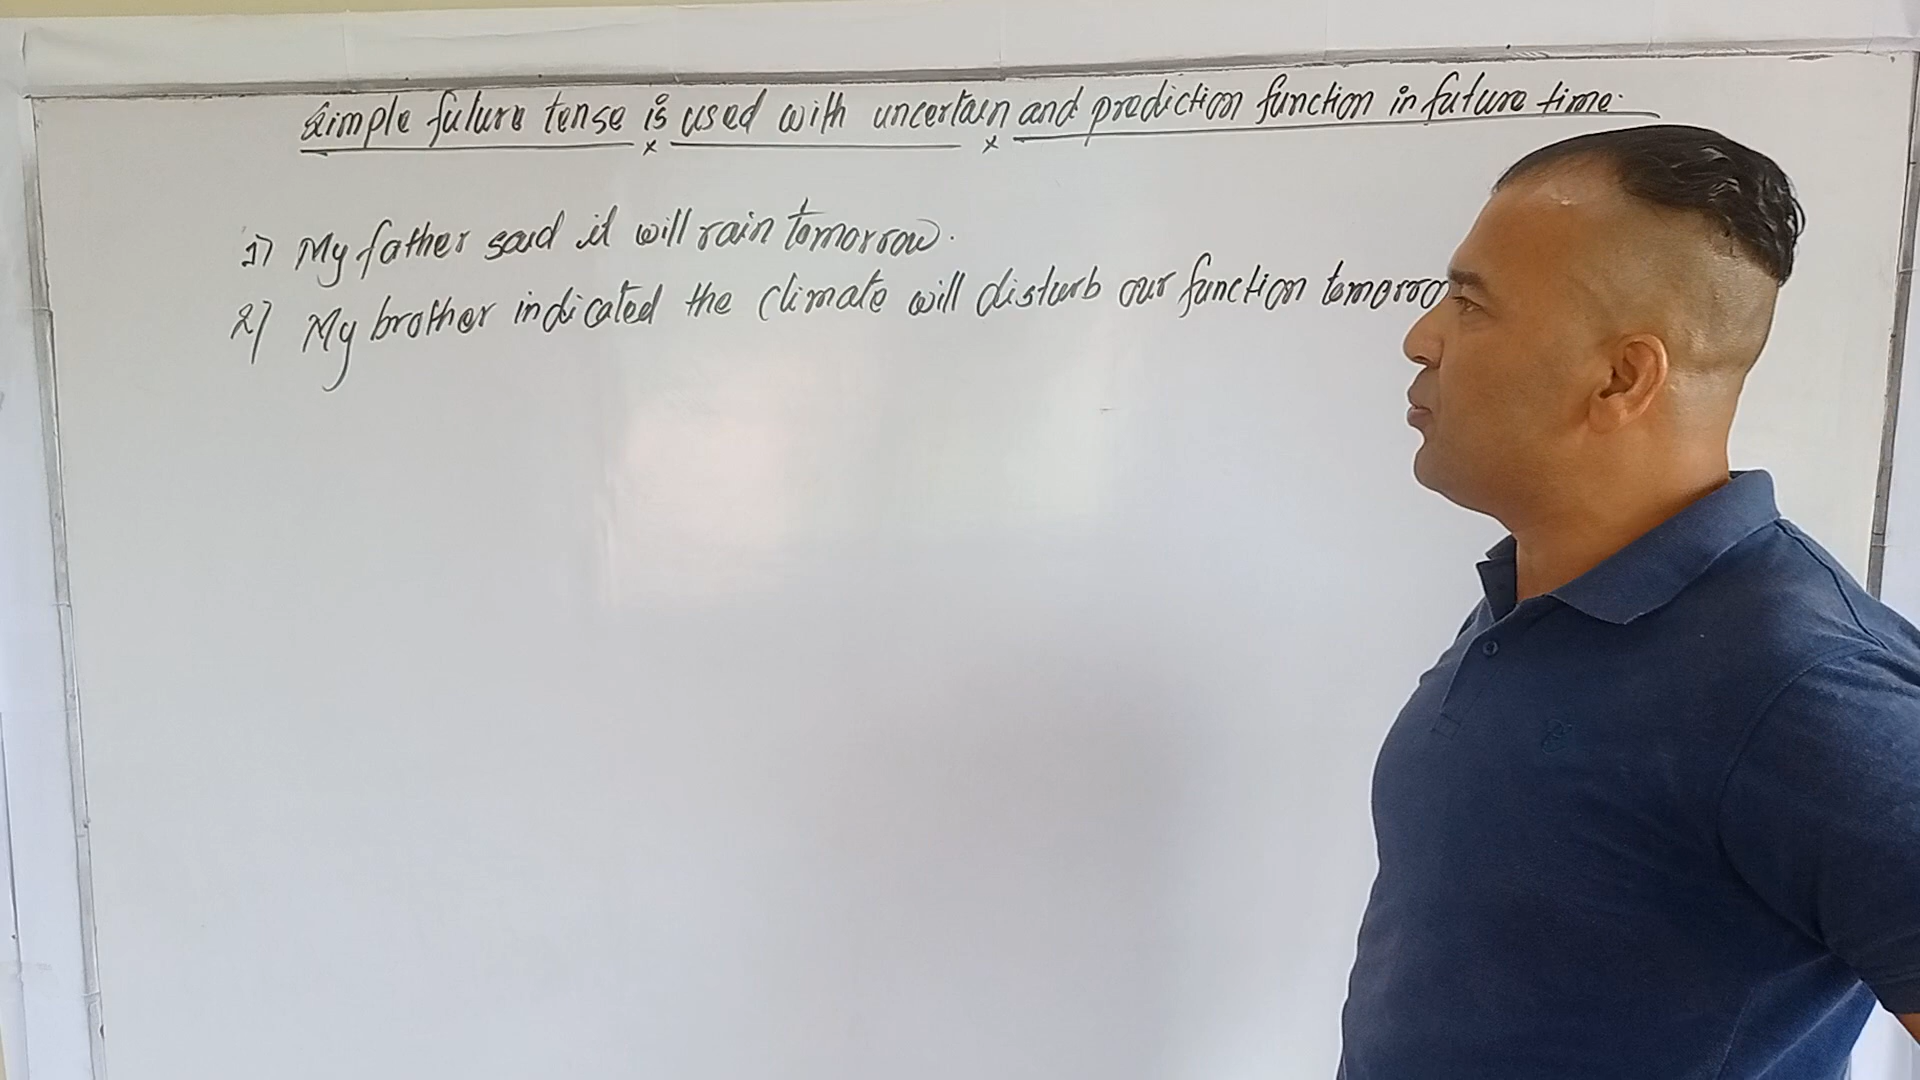 Simple future tense is used with uncertain and prediction function in future time.
1) My father said it will rain tomorrow.
2) My brother indicated the climate will disturb our function tomorro